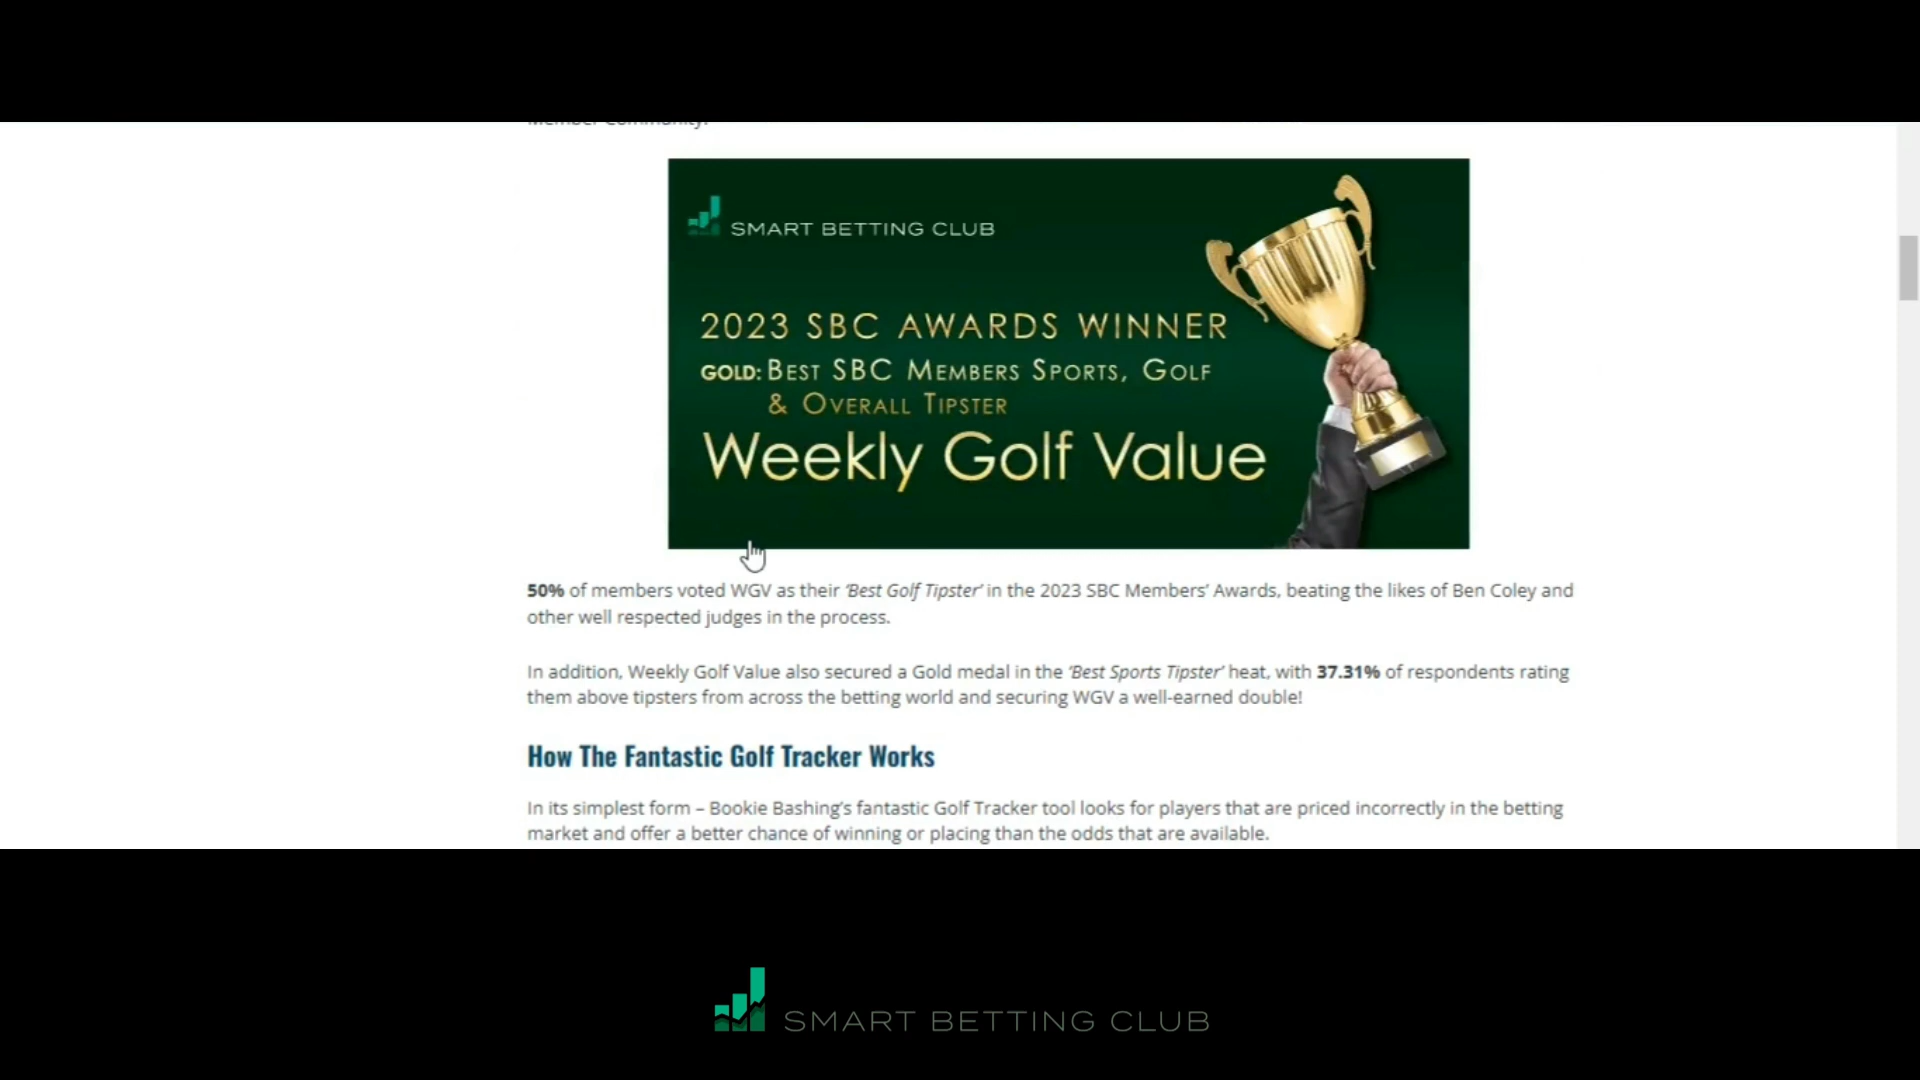 Member Community.
SMART BETTING CLUB
2023 SBC AWARDS WINNER
GOLD: BEST SBC MEMBERS SPORTS, GOLF
& OVERALL TIPSTER
Weekly Golf Value
50% of members voted WGV as their ‘Best Golf Tipster’ in the 2023 SBC Members’ Awards, beating the likes of Ben Coley and
other well respected judges in the process.
In addition, Weekly Golf Value also secured a Gold medal in the ‘Best Sports Tipster’ heat, with 37.31% of respondents rating
them above tipsters from across the betting world and securing WGV a well-earned double!
How The Fantastic Golf Tracker Works
In its simplest form – Bookie Bashing’s fantastic Golf Tracker tool looks for players that are priced incorrectly in the betting
market and offer a better chance of winning or placing than the odds that are available.
SMART BETTING CLUB